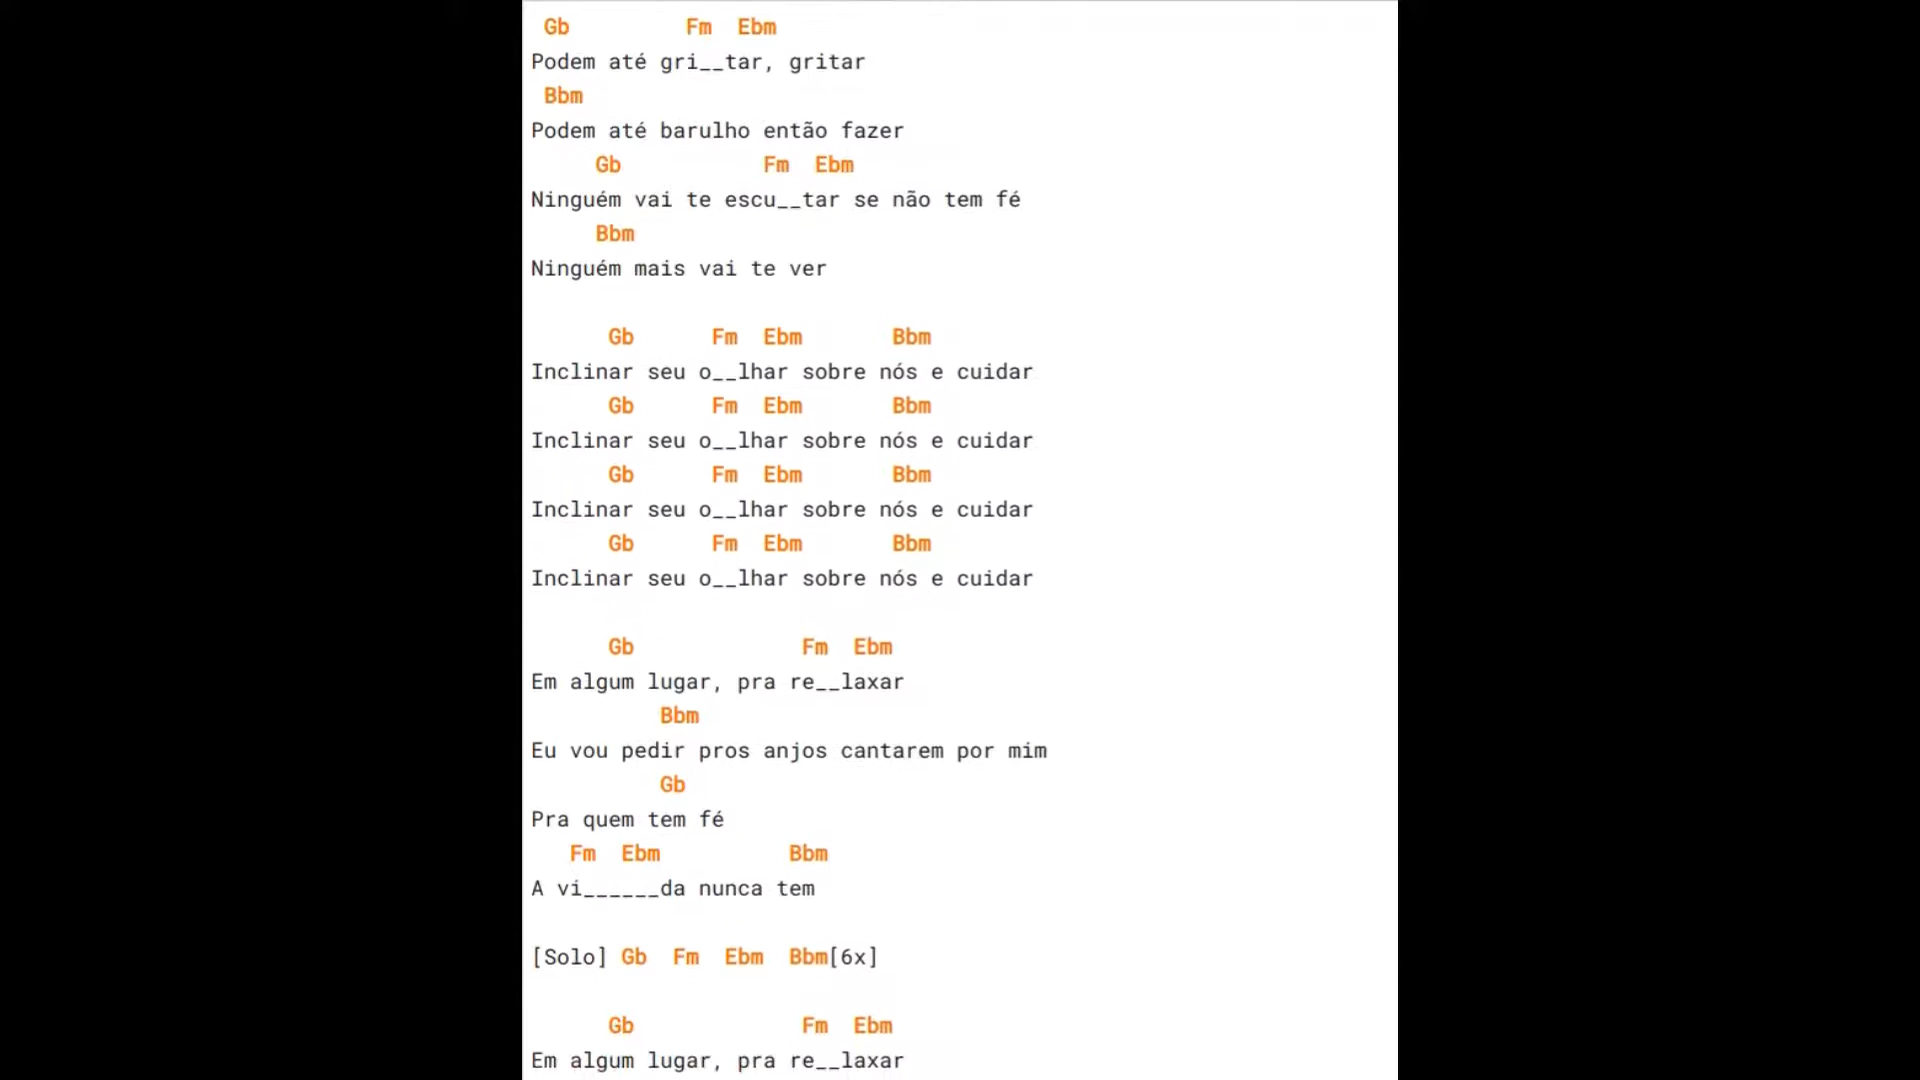 Gb Fm Ebm
Podem até gri__tar, gritar
Bbm
Podem até barulho então fazer
Gb Fm Ebm
Ninguém vai te escu__tar se não tem fé
Bbm
Ninguém mais vai te ver
Gb Fm Ebm Bbm
Inclinar seu o__lhar sobre nós e cuidar
Gb Fm Ebm Bbm
Inclinar seu o__lhar sobre nós e cuidar
Gb Fm Ebm Bbm
Inclinar seu o__lhar sobre nós e cuidar
Gb Fm Ebm Bbm
Inclinar seu o__lhar sobre nós e cuidar
Gb Fm Ebm
Em algum lugar, pra re__laxar
Bbm
Eu vou pedir pros anjos cantarem por mim
Gb
Pra quem tem fé
Fm Ebm Bbm
A vi______da nunca tem
[Solo] Gb Fm Ebm Bbm[6x]
Gb Fm Ebm
Em algum lugar, pra re__laxar